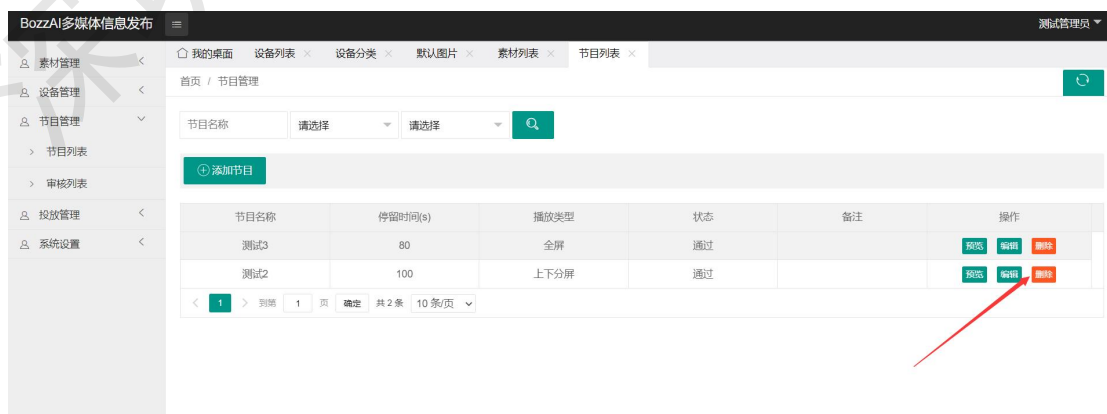 BozzAI多媒体信息发布
测试管理员
素材管理
设备管理
节目管理
节目列表
审核列表
投放管理
系统设置
我的桌面 设备列表 设备分类 默认图片 素材列表 节目列表
首页 / 节目管理
节目名称 请选择 请选择
添加节目
节目名称 停留时间(s) 播放类型 状态 备注 操作
测试3 80 全屏 通过 预览 编辑 删除
测试2 100 上下分屏 通过 预览 编辑 删除
1 到第 1 页 确定 共 2 条 10 条/页